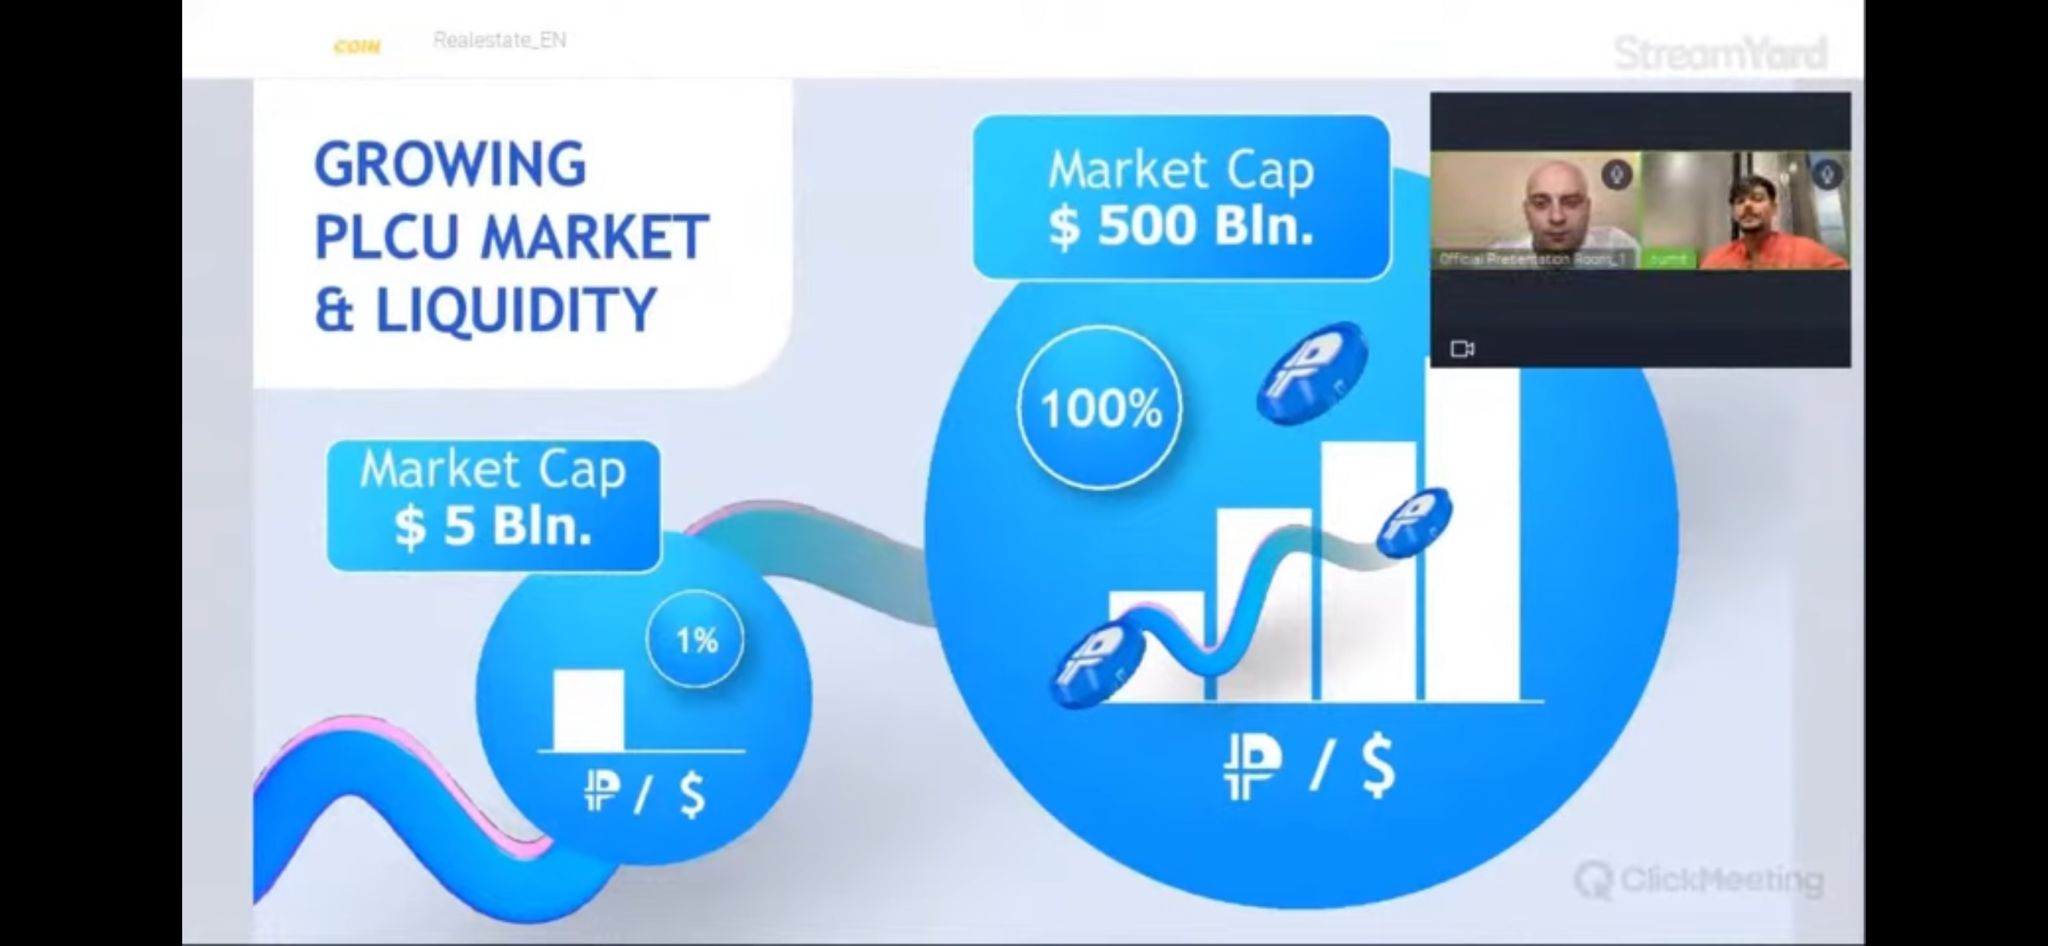 COIN
Realestate_EN
StreamYard
GROWING
PLCU MARKET
& LIQUIDITY
Market Cap
$ 500 Bln.
Official Presentation Room_1
100%
Market Cap
$ 5 Bln.
1%
/ $
/ $
ClickMeeting